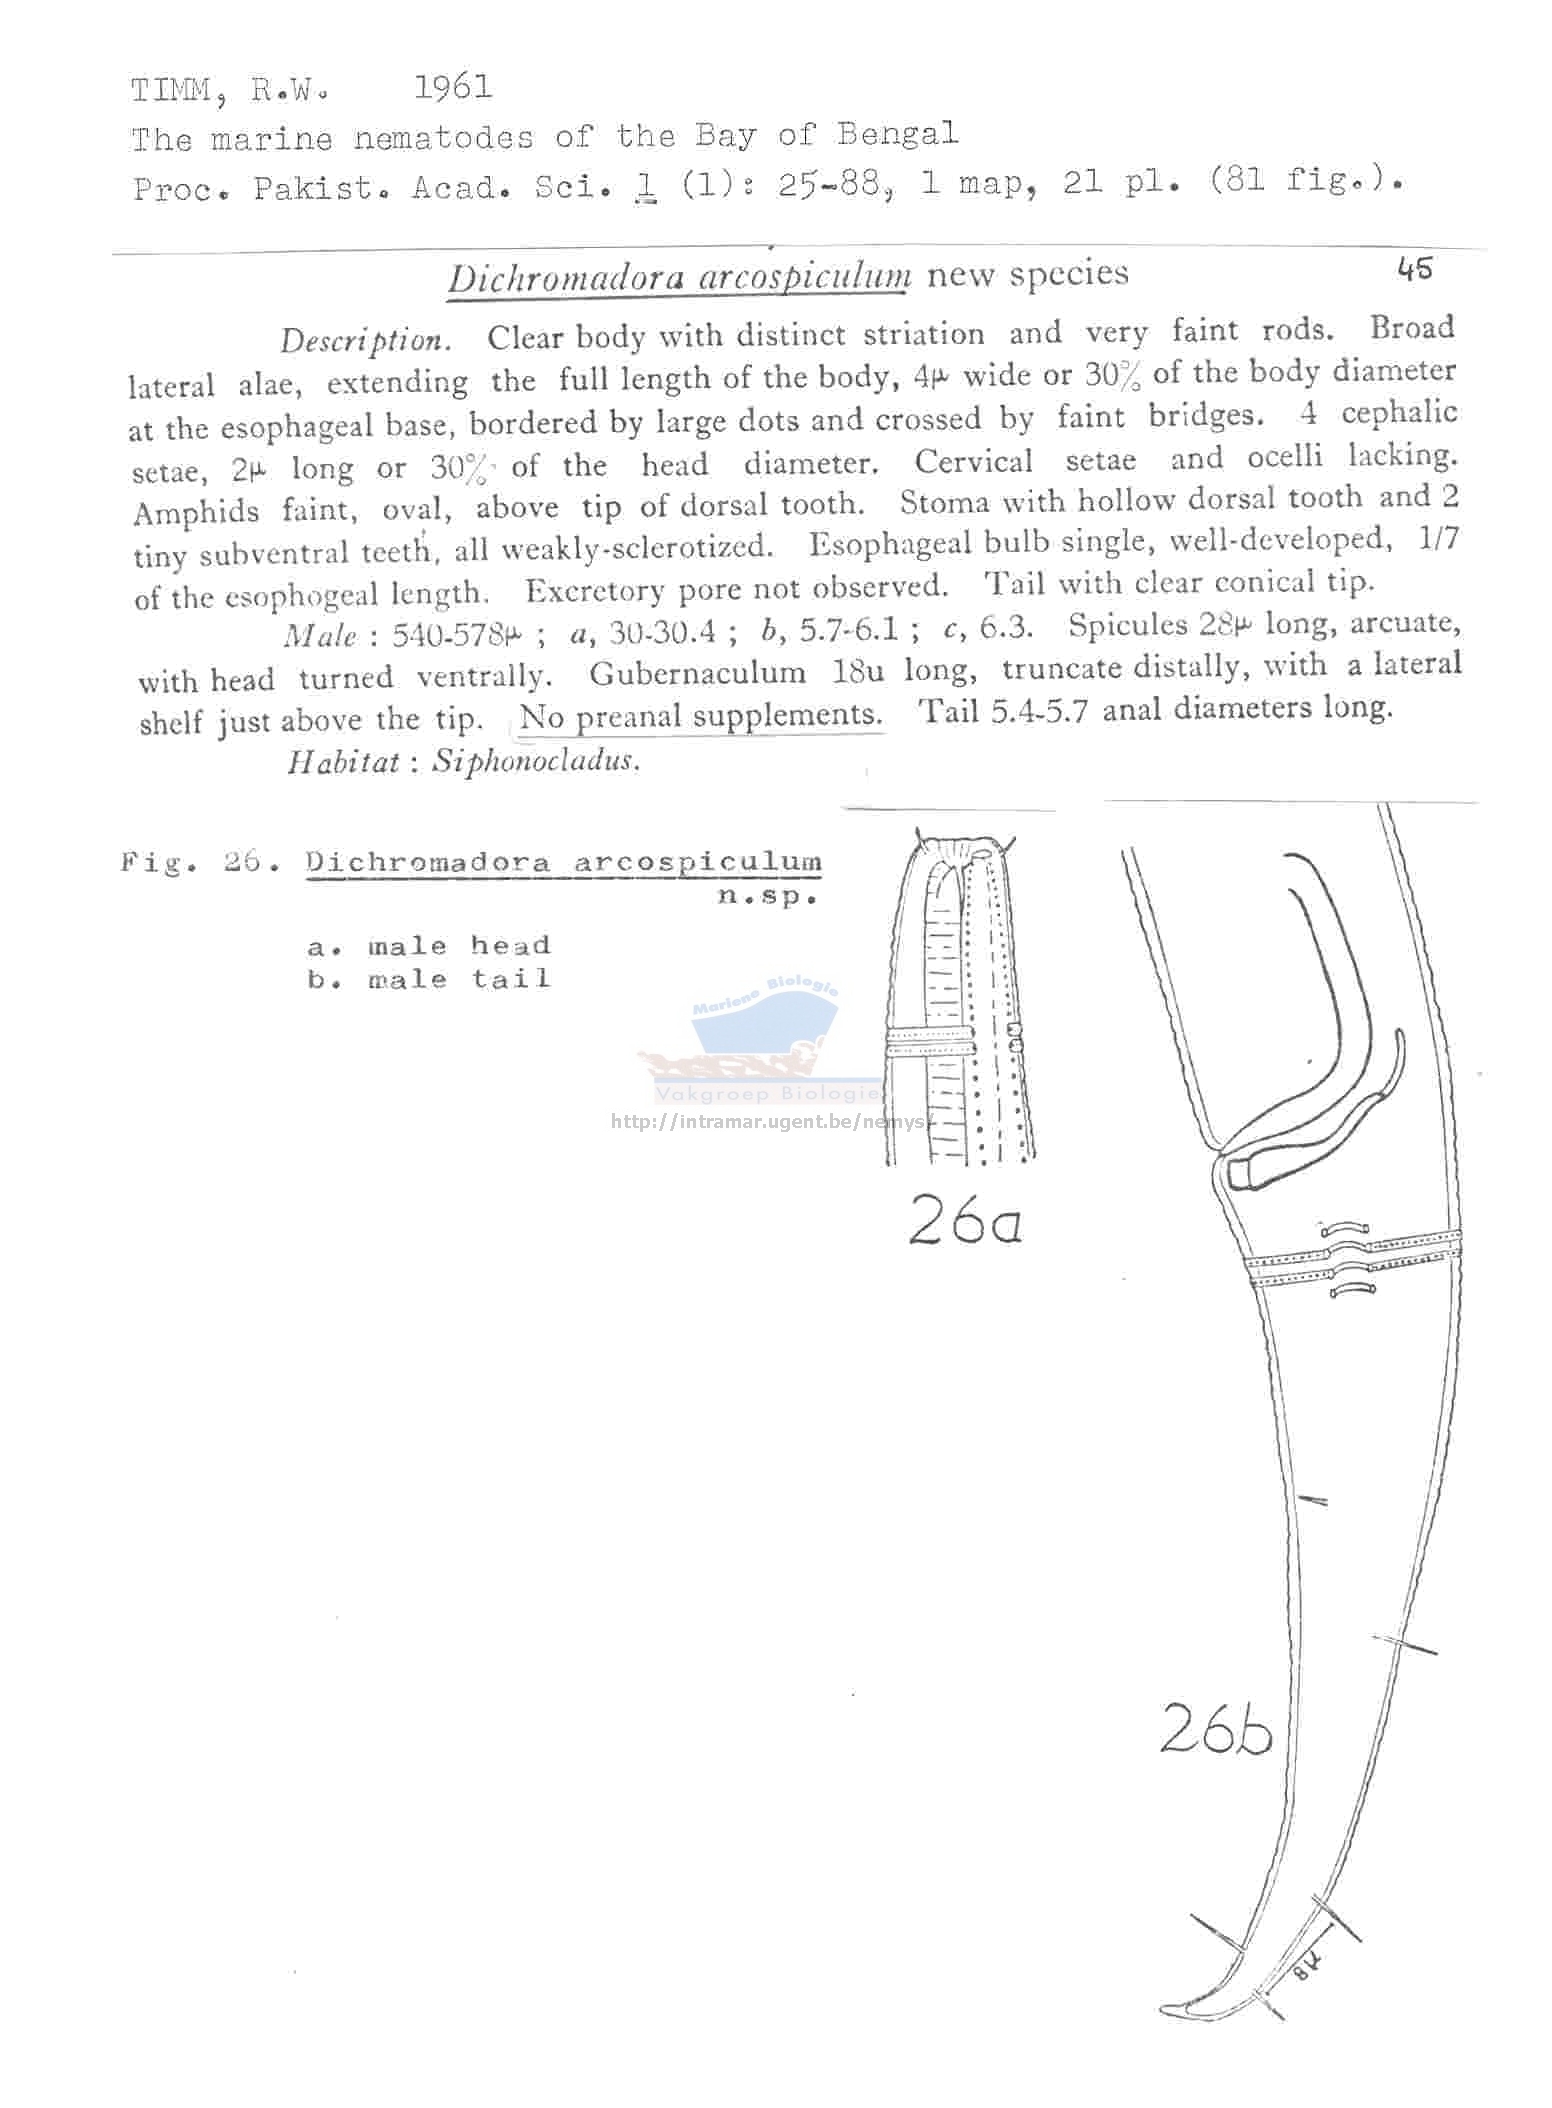 TIMM, R.W. 1961
The marine nematodes of the Bay of Bengal
Proc. Pakist. Acad. Sci. 1 (1): 25-88, 1 map, 21 pl. (81 fig.).
Dichromadora arcospiculum new species 45
Description. Clear body with distinct striation and very faint rods. Broad
lateral alae, extending the full length of the body, 4μ wide or 30% of the body diameter
at the esophageal base, bordered by large dots and crossed by faint bridges. 4 cephalic
setae, 2μ long or 30% of the head diameter. Cervical setae and ocelli lacking.
Amphids faint, oval, above tip of dorsal tooth. Stoma with hollow dorsal tooth and 2
tiny subventral teeth, all weakly-sclerotized. Esophageal bulb single, well-developed, 1/7
of the esophogeal length. Excretory pore not observed. Tail with clear conical tip.
Male : 540-578μ ; a, 30-30.4 ; b, 5.7-6.1 ; c, 6.3. Spicules 28μ long, arcuate,
with head turned ventrally. Gubernaculum 18u long, truncate distally, with a lateral
shelf just above the tip. No preanal supplements. Tail 5.4-5.7 anal diameters long.
Habitat : Siphonocladus.
Fig. 26. Dichromadora arcospiculum
n.sp.
a. male head
b. male tail
Mariene Biologie
Vakgroep Biologie
http://intramar.ugent.be/nemys/
26a
26b
8μ